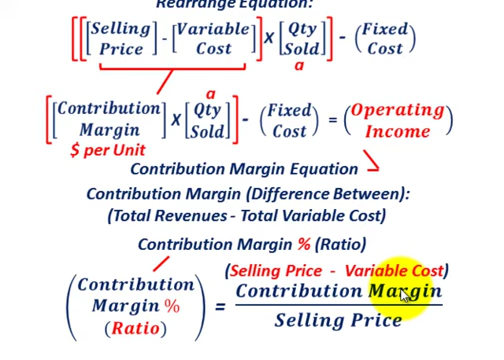 Rearrange Equation:
[[[Selling Price] - [Variable Cost]] X [Qty Sold]] - (Fixed Cost)
a
a
[[Contribution Margin] X [Qty Sold]] - (Fixed Cost) = (Operating Income)
$ per Unit
Contribution Margin Equation
Contribution Margin (Difference Between):
(Total Revenues - Total Variable Cost)
Contribution Margin % (Ratio)
(Selling Price - Variable Cost)
(Contribution Margin % (Ratio)) = Contribution Margin
Selling Price